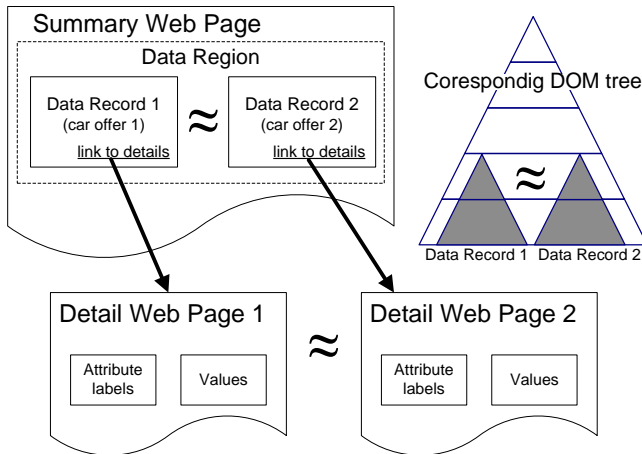 Summary Web Page
Data Region
Data Record 1
(car offer 1)
link to details
≈
Data Record 2
(car offer 2)
link to details
Corespondig DOM tree
≈
Data Record 1
Data Record 2
Detail Web Page 1
Attribute
labels
Values
≈
Detail Web Page 2
Attribute
labels
Values